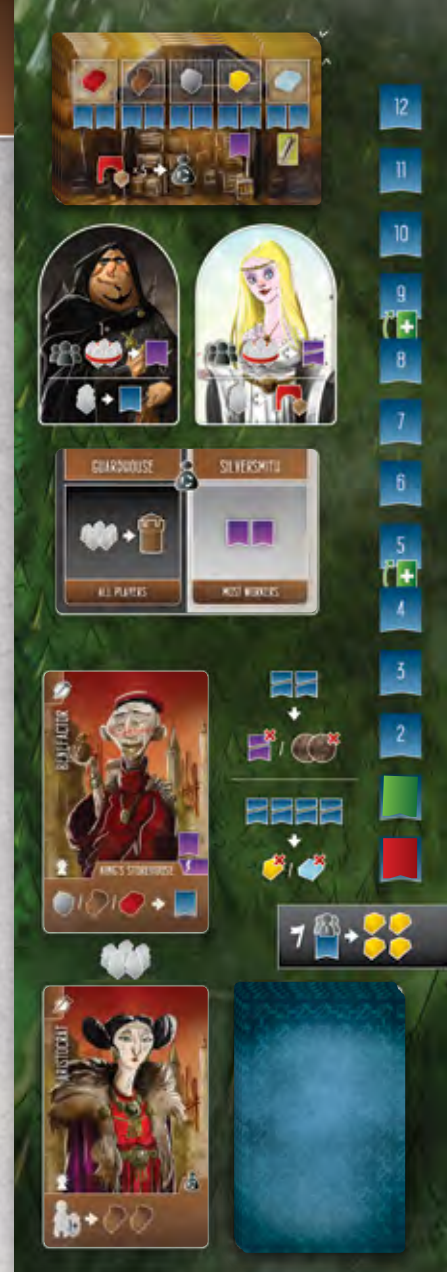 12
11
10
9
8
7
6
5
4
3
2
GUARDHOUSE
SILVERSMITH
ALL PLAYERS
MOST WORKERS
BENEFACTOR
KING'S STOREHOUSE
7
ARISTOCRAT